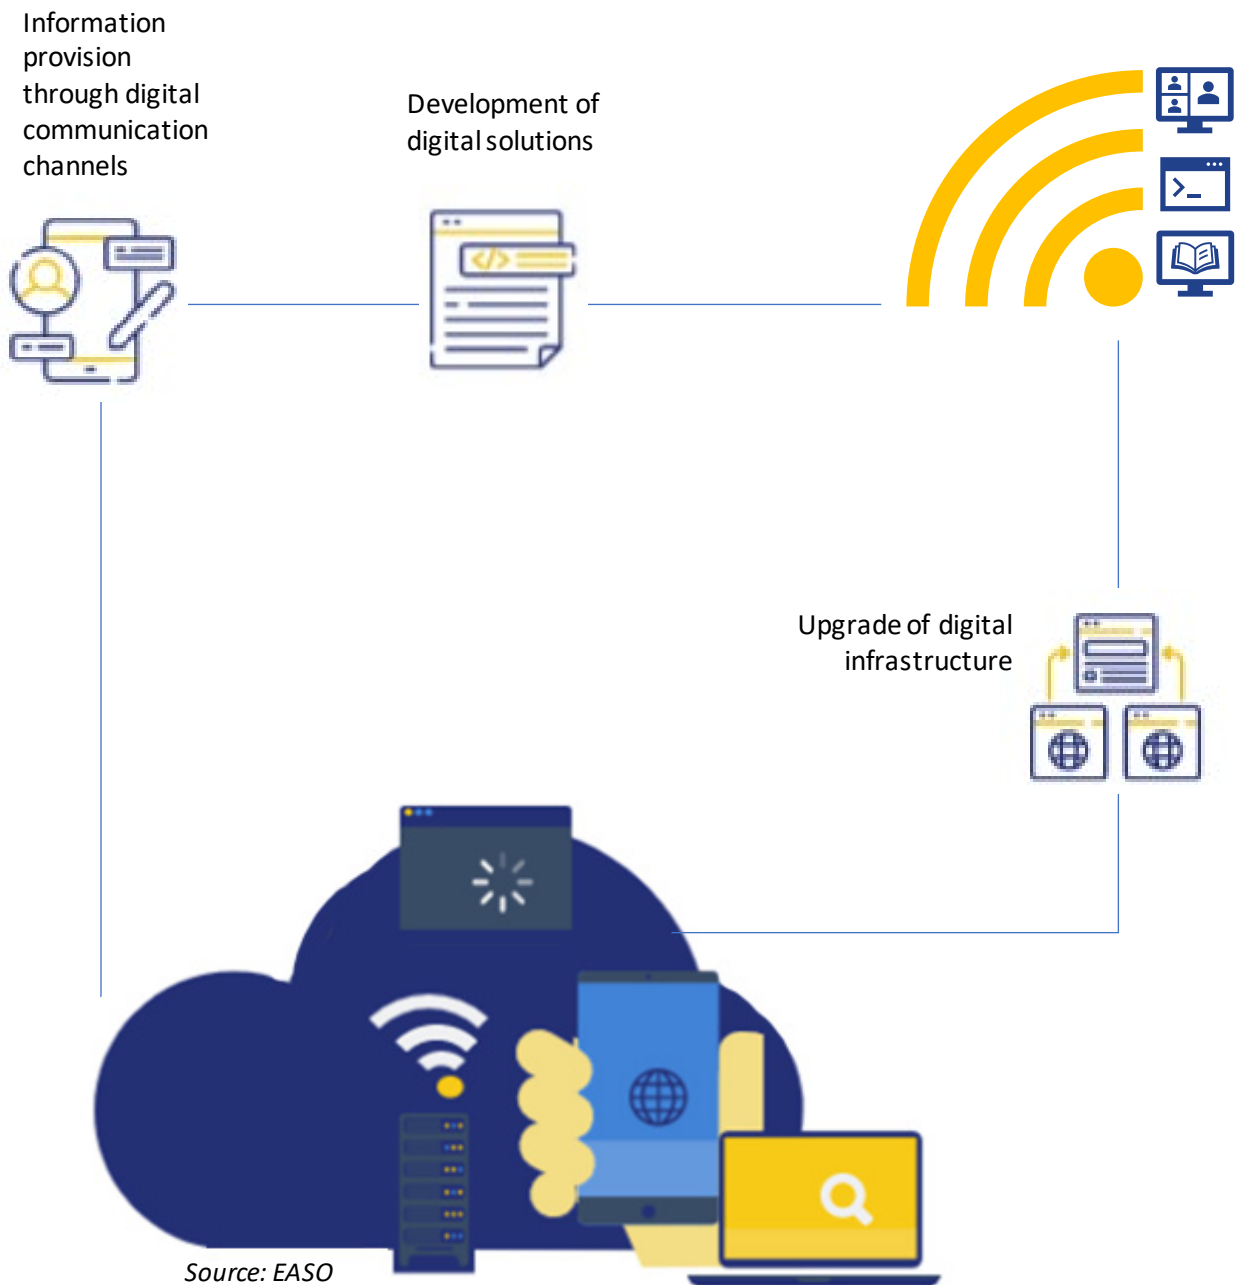 Information
provision
through digital
communication
channels
Development of
digital solutions
Upgrade of digital
infrastructure
Source: EASO